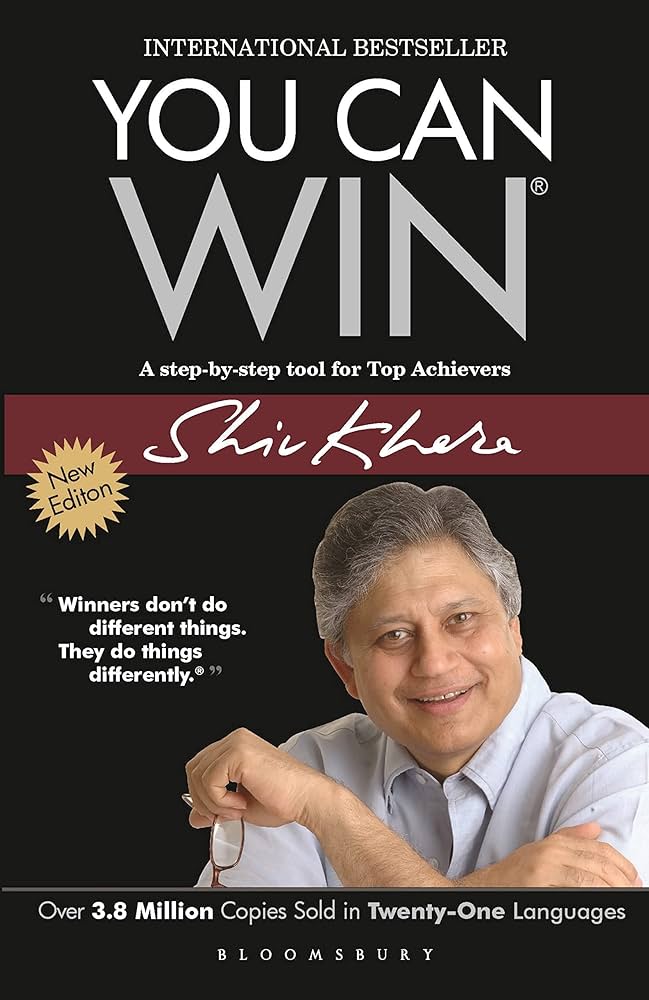 INTERNATIONAL BESTSELLER
YOU CAN
WIN®
A step-by-step tool for Top Achievers
Shiv Khera
New
Editon
“ Winners don’t do
different things.
They do things
differently.® ”
Over 3.8 Million Copies Sold in Twenty-One Languages
BLOOMSBURY